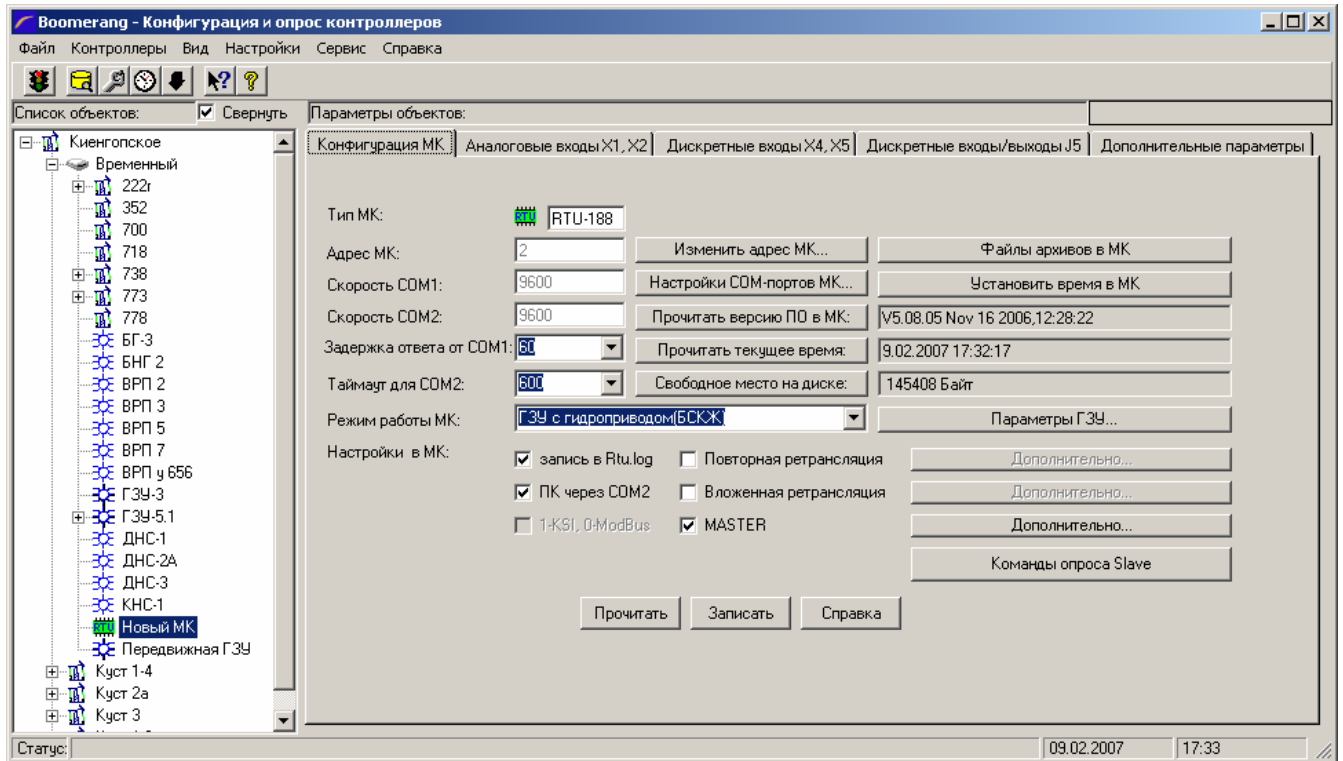 Boomerang - Конфигурация и опрос контроллеров
Файл Контроллеры Вид Настройки Сервис Справка
Список объектов: Свернуть Параметры объектов:
Киенгопское
Временный
222г
352
700
718
738
773
778
БГ-3
БНГ 2
ВРП 2
ВРП 3
ВРП 5
ВРП 7
ВРП у 656
ГЗУ-3
ГЗУ-5.1
ДНС-1
ДНС-2А
ДНС-3
КНС-1
RTU Новый МК
Передвижная ГЗУ
Куст 1-4
Куст 2а
Куст 3
Конфигурация МК Аналоговые входы X1, X2 Дискретные входы X4, X5 Дискретные входы/выходы J5 Дополнительные параметры
Тип МК: RTU RTU-188
Адрес МК: 2 Изменить адрес МК... Файлы архивов в МК
Скорость COM1: 9600 Настройки COM-портов МК... Установить время в МК
Скорость COM2: 9600 Прочитать версию ПО в МК: V5.08.05 Nov 16 2006,12:28:22
Задержка ответа от COM1: 60 Прочитать текущее время: 9.02.2007 17:32:17
Таймаут для COM2: 600 Свободное место на диске: 145408 Байт
Режим работы МК: ГЗУ с гидроприводом(БСКЖ) Параметры ГЗУ...
Настройки в МК: запись в Rtu.log Повторная ретрансляция Дополнительно...
ПК через COM2 Вложенная ретрансляция Дополнительно...
1-KSI, 0-ModBus MASTER Дополнительно...
Команды опроса Slave
Прочитать Записать Справка
Статус: 09.02.2007 17:33